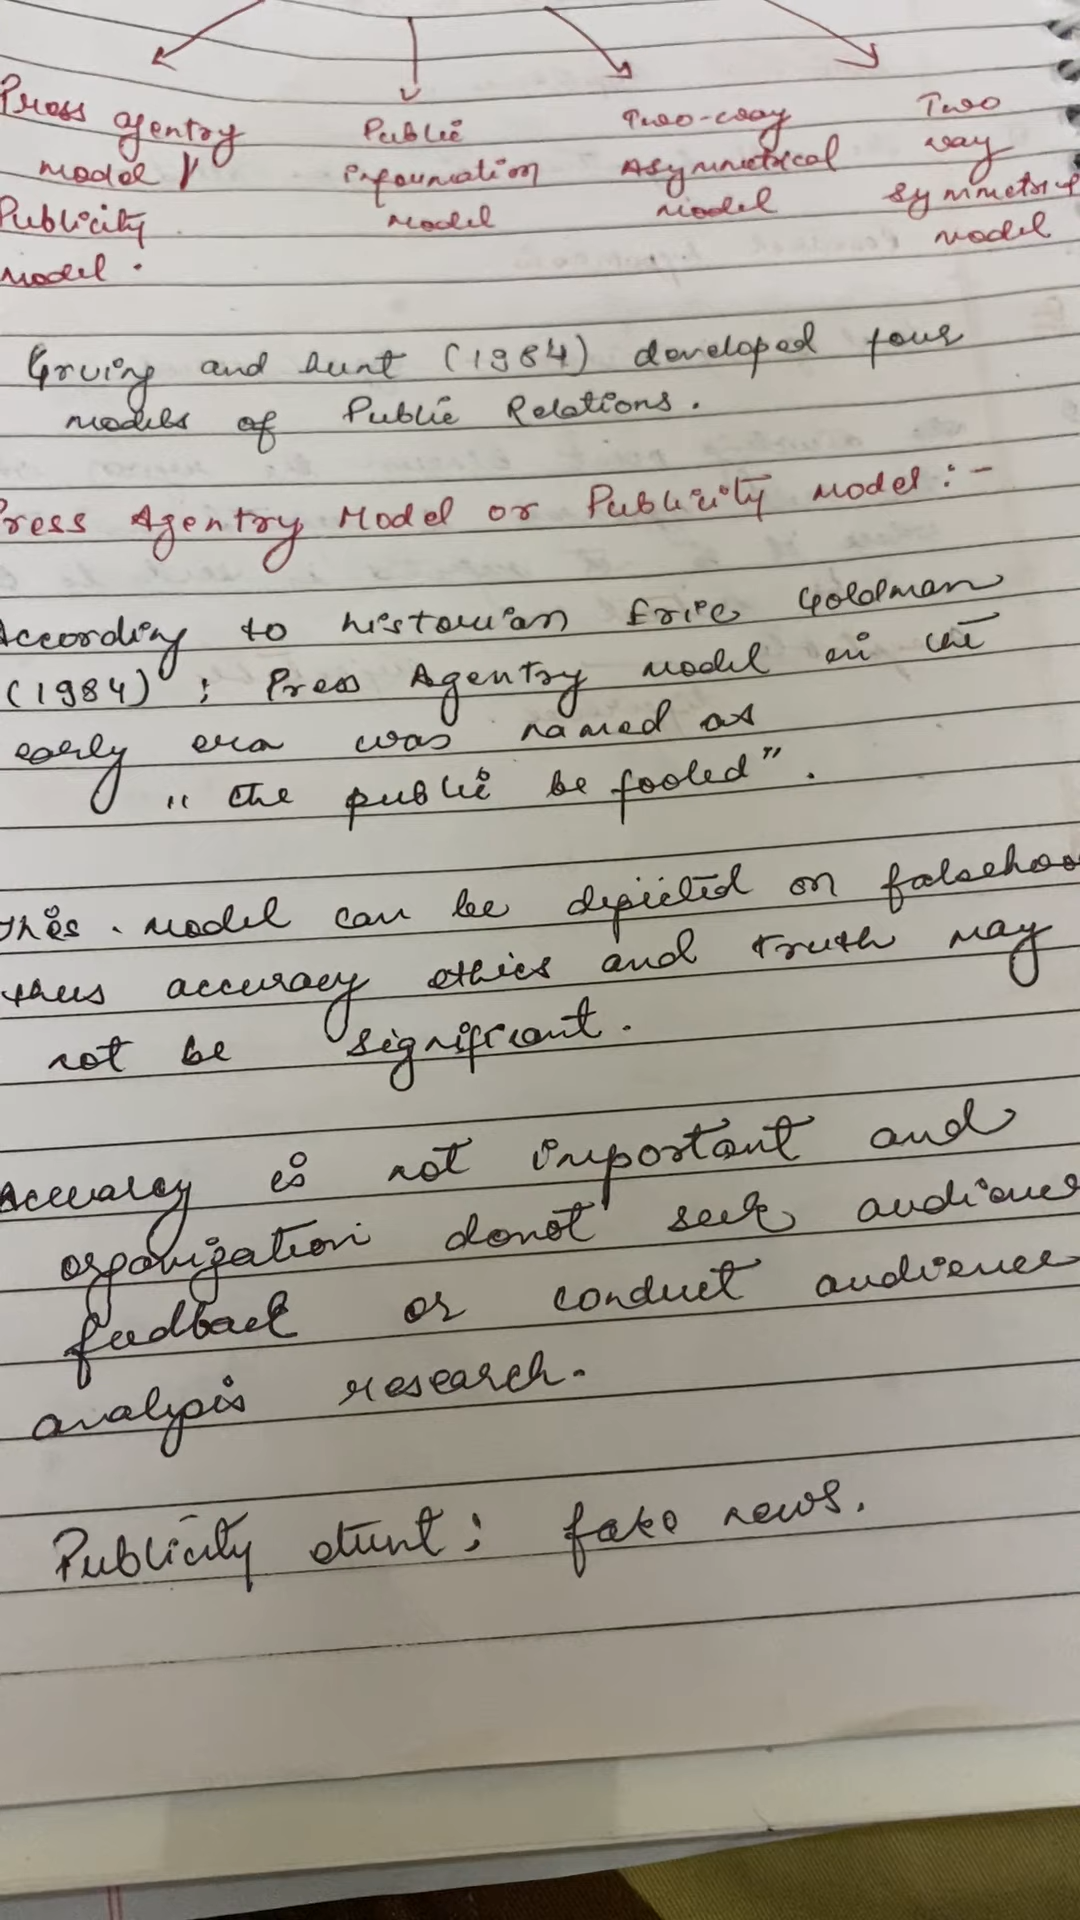 Press agentry model / Publicity model.
Public information model
Two-way Asymmetrical model
Two way symmetric model
Gruing and hunt (1984) developed four
models of Public Relations.
Press Agentry Model or Publicity model :-
According to historian Eric Goldman
(1984) ; Press Agentry model in the
early era was named as
" the public be fooled".
This . model can be depicted on falsehoo
thus accuracy ethics and truth may
not be significant.
Accuracy is not important and
organization donot seek audience
feedback or conduct audience
analysis research.
Publicity stunt ; fake news.